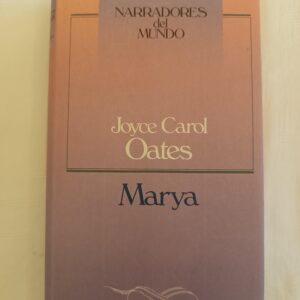 NARRADORES
del
MUNDO
Joyce Carol
Oates
Marya